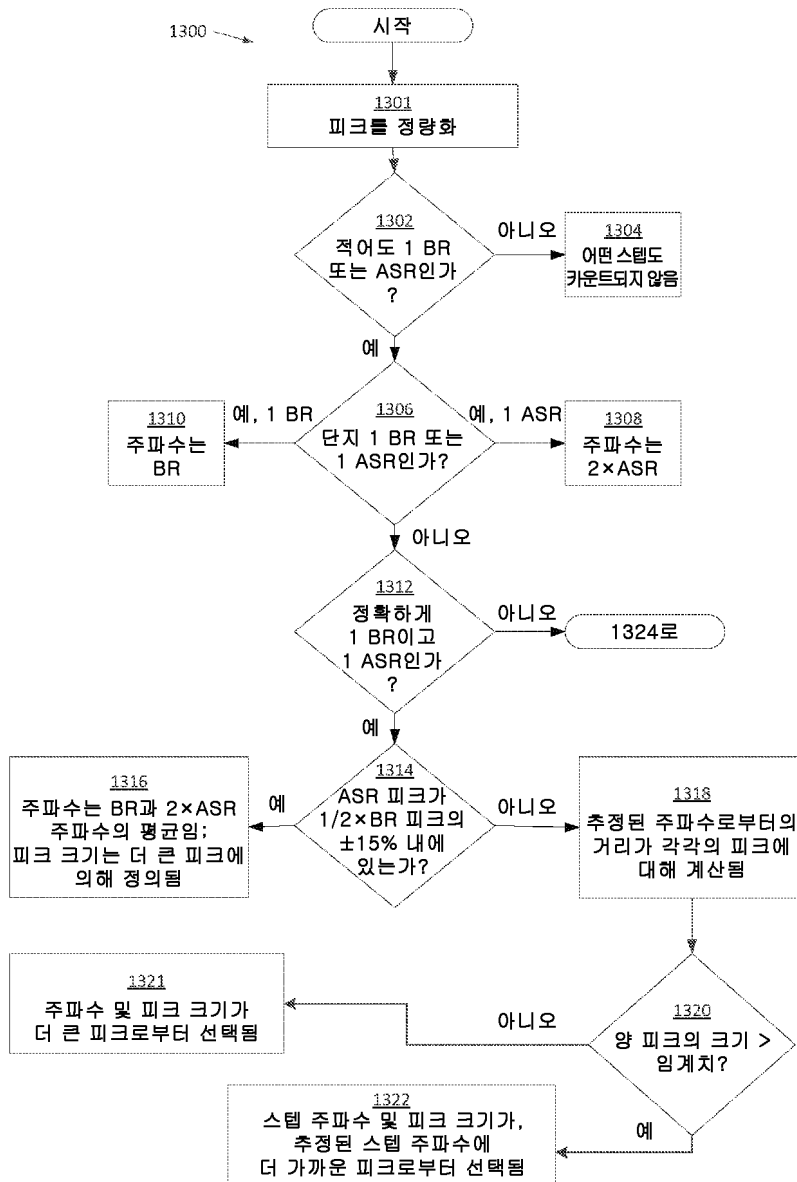 1300
시작
1301
피크를 정량화
1302
적어도 1 BR
또는 ASR인가
?
아니오
1304
어떤 스텝도
카운트되지 않음
예
1306
단지 1 BR 또는
1 ASR인가?
예, 1 BR
1310
주파수는
BR
예, 1 ASR
1308
주파수는
2×ASR
아니오
1312
정확하게
1 BR이고
1 ASR인가
?
아니오
1324로
예
1314
ASR 피크가
1/2×BR 피크의
±15% 내에
있는가?
예
1316
주파수는 BR과 2×ASR
주파수의 평균임;
피크 크기는 더 큰 피크에
의해 정의됨
아니오
1318
추정된 주파수로부터의
거리가 각각의 피크에
대해 계산됨
1320
양 피크의 크기 >
임계치?
아니오
1321
주파수 및 피크 크기가
더 큰 피크로부터 선택됨
예
1322
스텝 주파수 및 피크 크기가,
추정된 스텝 주파수에
더 가까운 피크로부터 선택됨